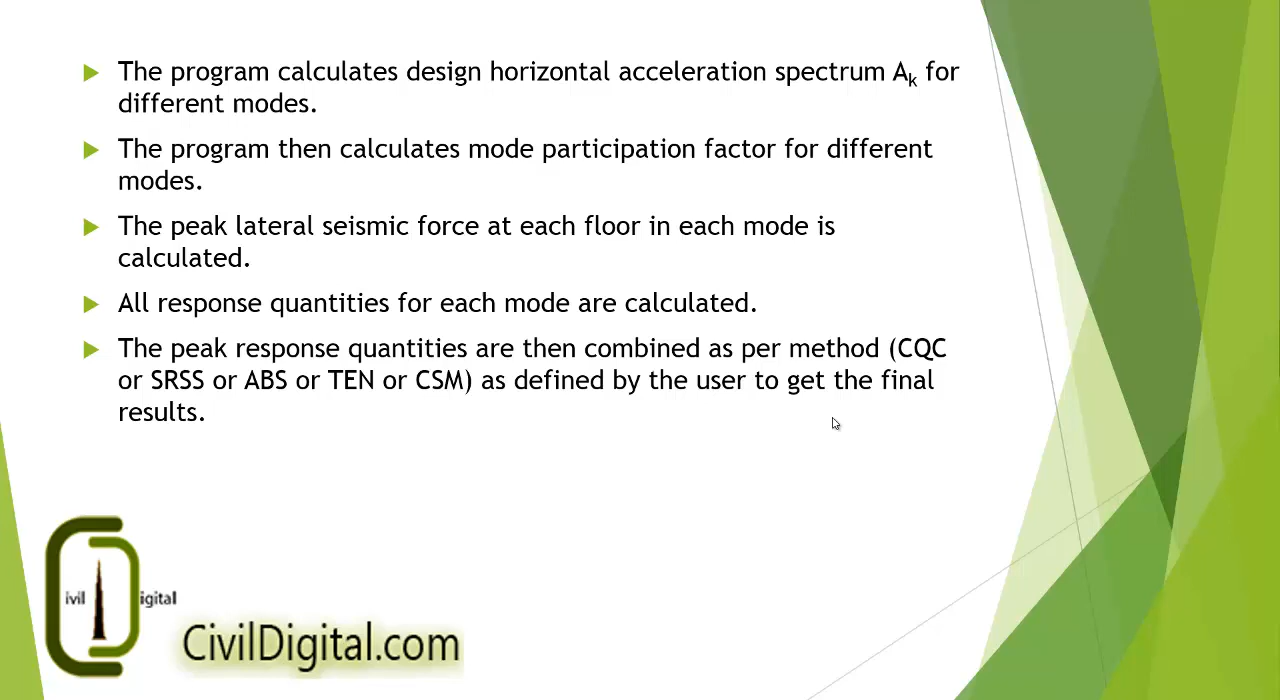 The program calculates design horizontal acceleration spectrum Ak for
different modes.
The program then calculates mode participation factor for different
modes.
The peak lateral seismic force at each floor in each mode is
calculated.
All response quantities for each mode are calculated.
The peak response quantities are then combined as per method (CQC
or SRSS or ABS or TEN or CSM) as defined by the user to get the final
results.
ivil igital
CivilDigital.com